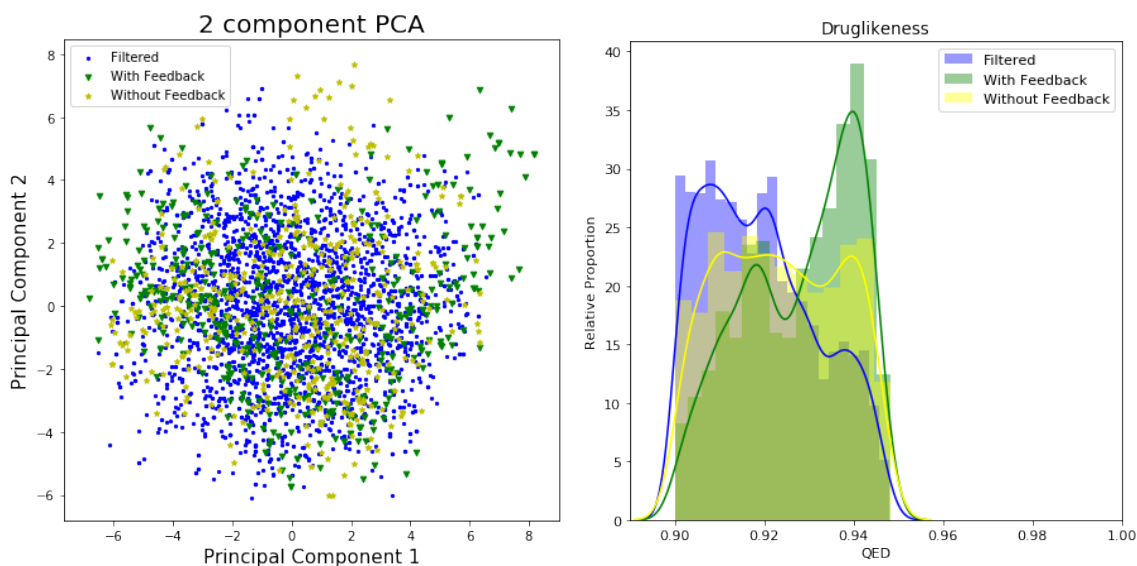 2 component PCA
Filtered
With Feedback
Without Feedback
Principal Component 2
8
6
4
2
0
−2
−4
−6
−6
−4
−2
0
2
4
6
8
Principal Component 1
Druglikeness
Filtered
With Feedback
Without Feedback
Relative Proportion
40
35
30
25
20
15
10
5
0
0.90
0.92
0.94
0.96
0.98
1.00
QED